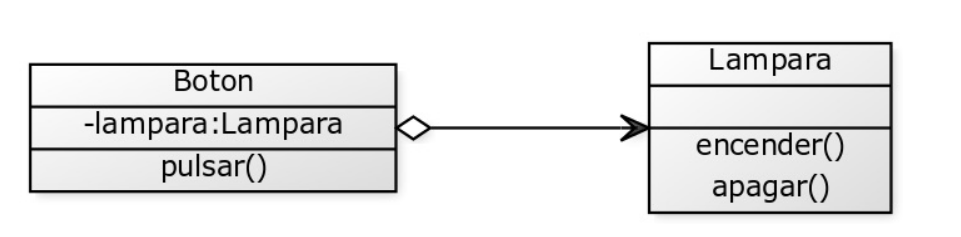 Boton
-lampara:Lampara
pulsar()
Lampara
encender()
apagar()